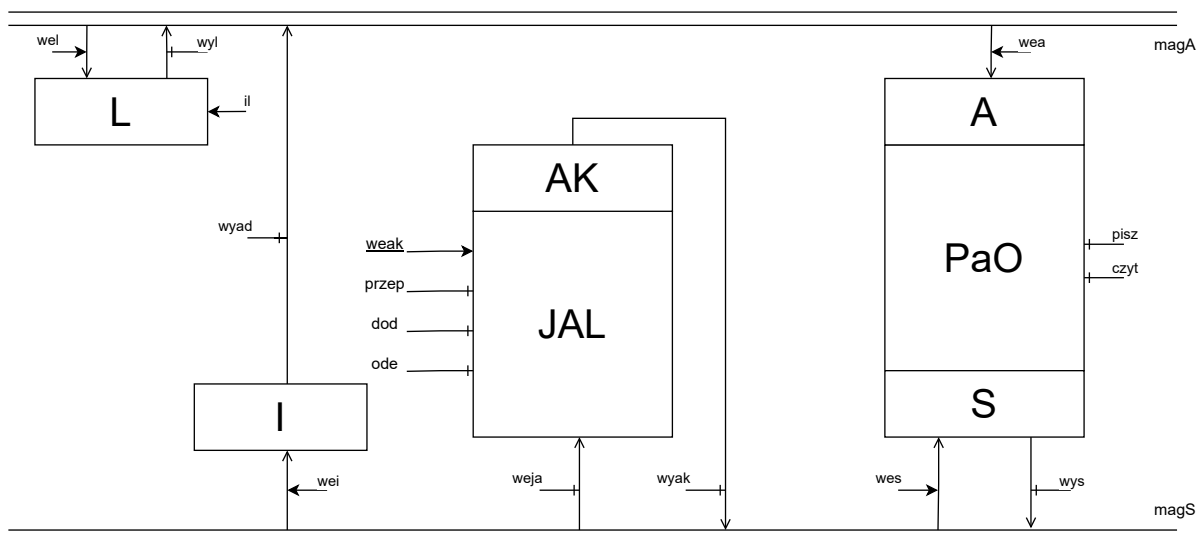 wel
wyl
wea
magA
L
il
A
AK
wyad
weak
pisz
PaO
czyt
przep
dod
JAL
ode
I
S
wei
weja
wyak
wes
wys
magS